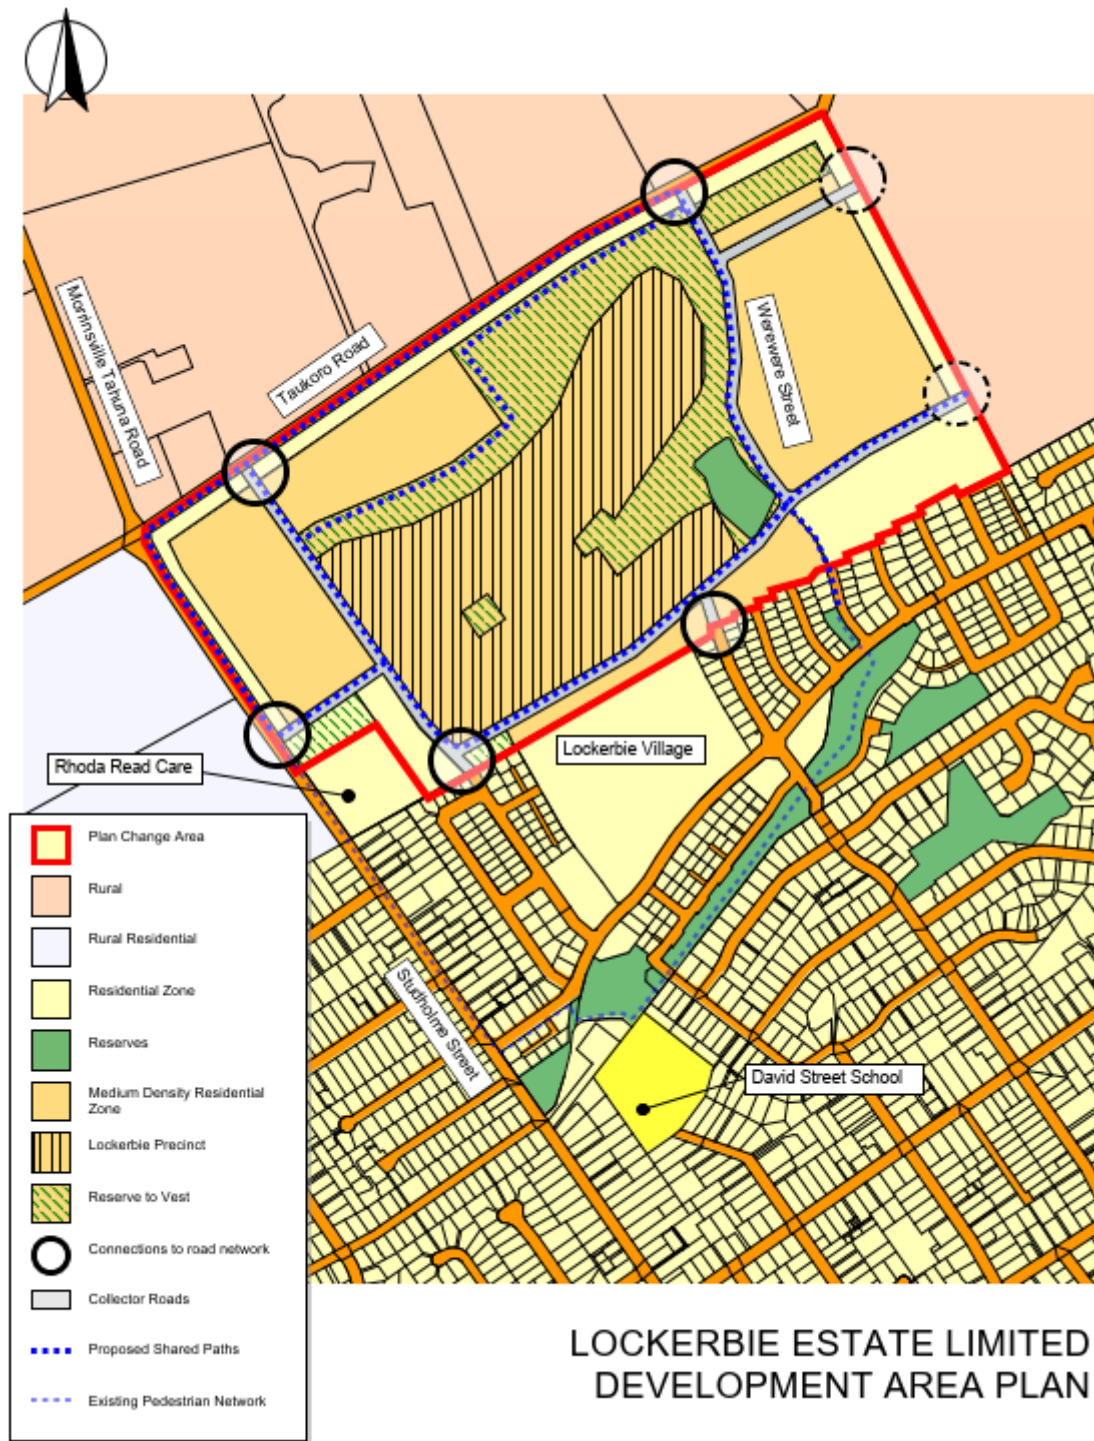 Morrinsville Tahuna Road
Taukoro Road
Werewere Street
Lockerbie Village
Rhoda Read Care
Studholme Street
David Street School
Plan Change Area
Rural
Rural Residential
Residential Zone
Reserves
Medium Density Residential
Zone
Lockerbie Precinct
Reserve to Vest
Connections to road network
Collector Roads
Proposed Shared Paths
Existing Pedestrian Network
LOCKERBIE ESTATE LIMITED
DEVELOPMENT AREA PLAN